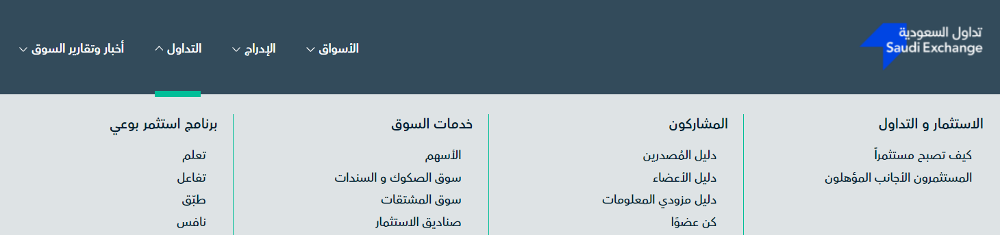 تداول السعودية
Saudi Exchange
الأسواق
الإدراج
التداول
أخبار وتقارير السوق
الاستثمار و التداول
كيف تصبح مستثمراً
المستثمرون الأجانب المؤهلون
المشاركون
دليل المُصدرين
دليل الأعضاء
دليل مزودي المعلومات
كن عضوًا
خدمات السوق
الأسهم
سوق الصكوك و السندات
سوق المشتقات
صناديق الاستثمار
برنامج استثمر بوعي
تعلم
تفاعل
طبّق
نافس